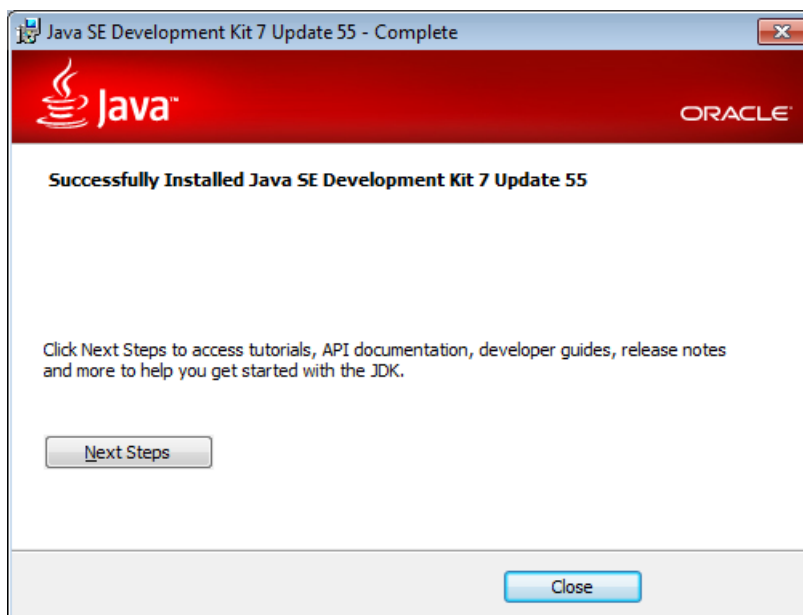 Java SE Development Kit 7 Update 55 - Complete
Java™
ORACLE
Successfully Installed Java SE Development Kit 7 Update 55
Click Next Steps to access tutorials, API documentation, developer guides, release notes
and more to help you get started with the JDK.
Next Steps
Close